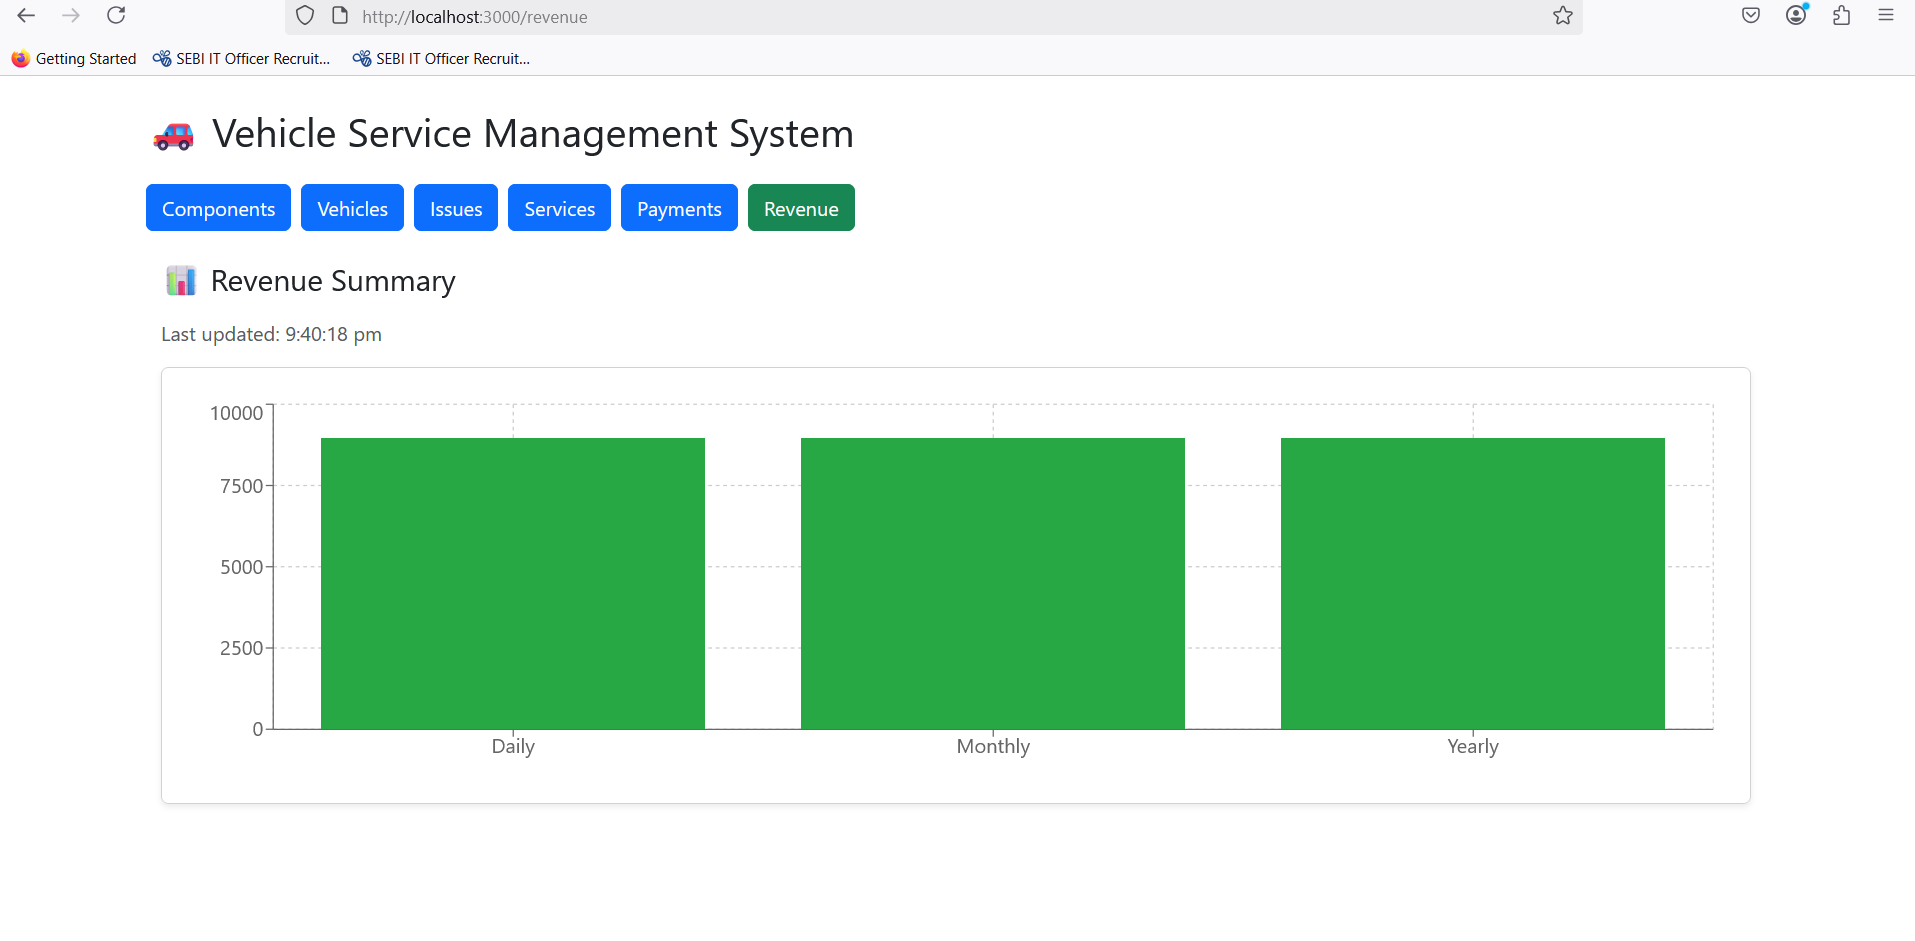 http://localhost:3000/revenue
Getting Started SEBI IT Officer Recruit... SEBI IT Officer Recruit...
Vehicle Service Management System
Components Vehicles Issues Services Payments Revenue
Revenue Summary
Last updated: 9:40:18 pm
10000
7500
5000
2500
0
Daily Monthly Yearly